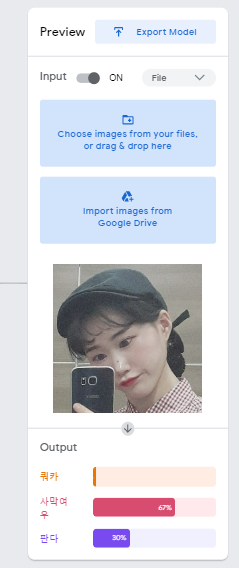 Preview
Export Model
Input
ON
File
Choose images from your files,
or drag & drop here
Import images from
Google Drive
Output
쿼카
사막여
우
67%
판다
30%